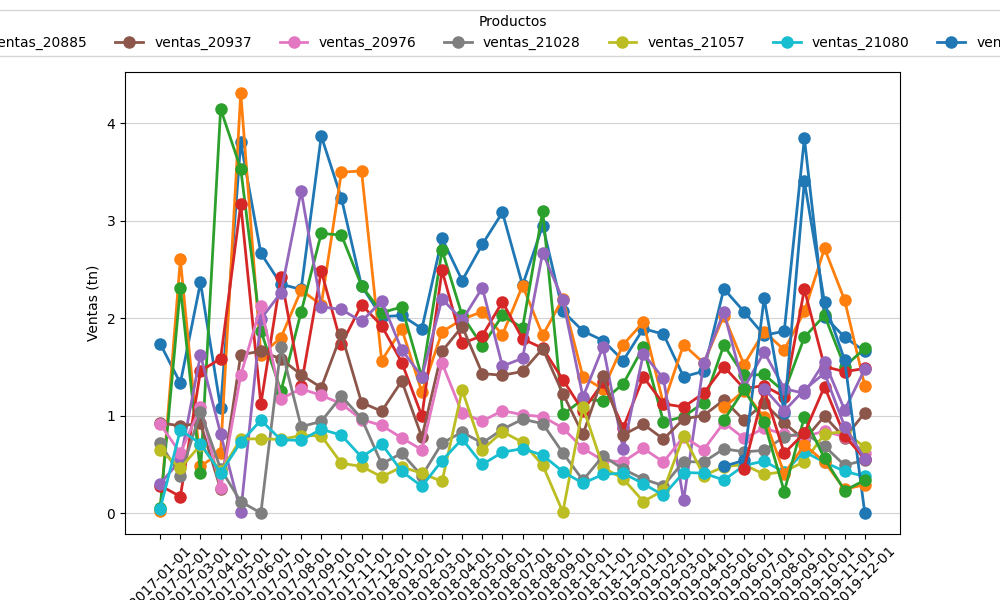 Productos
entas_20885 ventas_20937 ventas_20976 ventas_21028 ventas_21057 ventas_21080 ven
4
3
2
1
0
Ventas (tn)
2017-01-01 2017-02-01 2017-03-01 2017-04-01 2017-05-01 2017-06-01 2017-07-01 2017-08-01 2017-09-01 2017-10-01 2017-11-01 2017-12-01 2018-01-01 2018-02-01 2018-03-01 2018-04-01 2018-05-01 2018-06-01 2018-07-01 2018-08-01 2018-09-01 2018-10-01 2018-11-01 2018-12-01 2019-01-01 2019-02-01 2019-03-01 2019-04-01 2019-05-01 2019-06-01 2019-07-01 2019-08-01 2019-09-01 2019-10-01 2019-11-01 2019-12-01